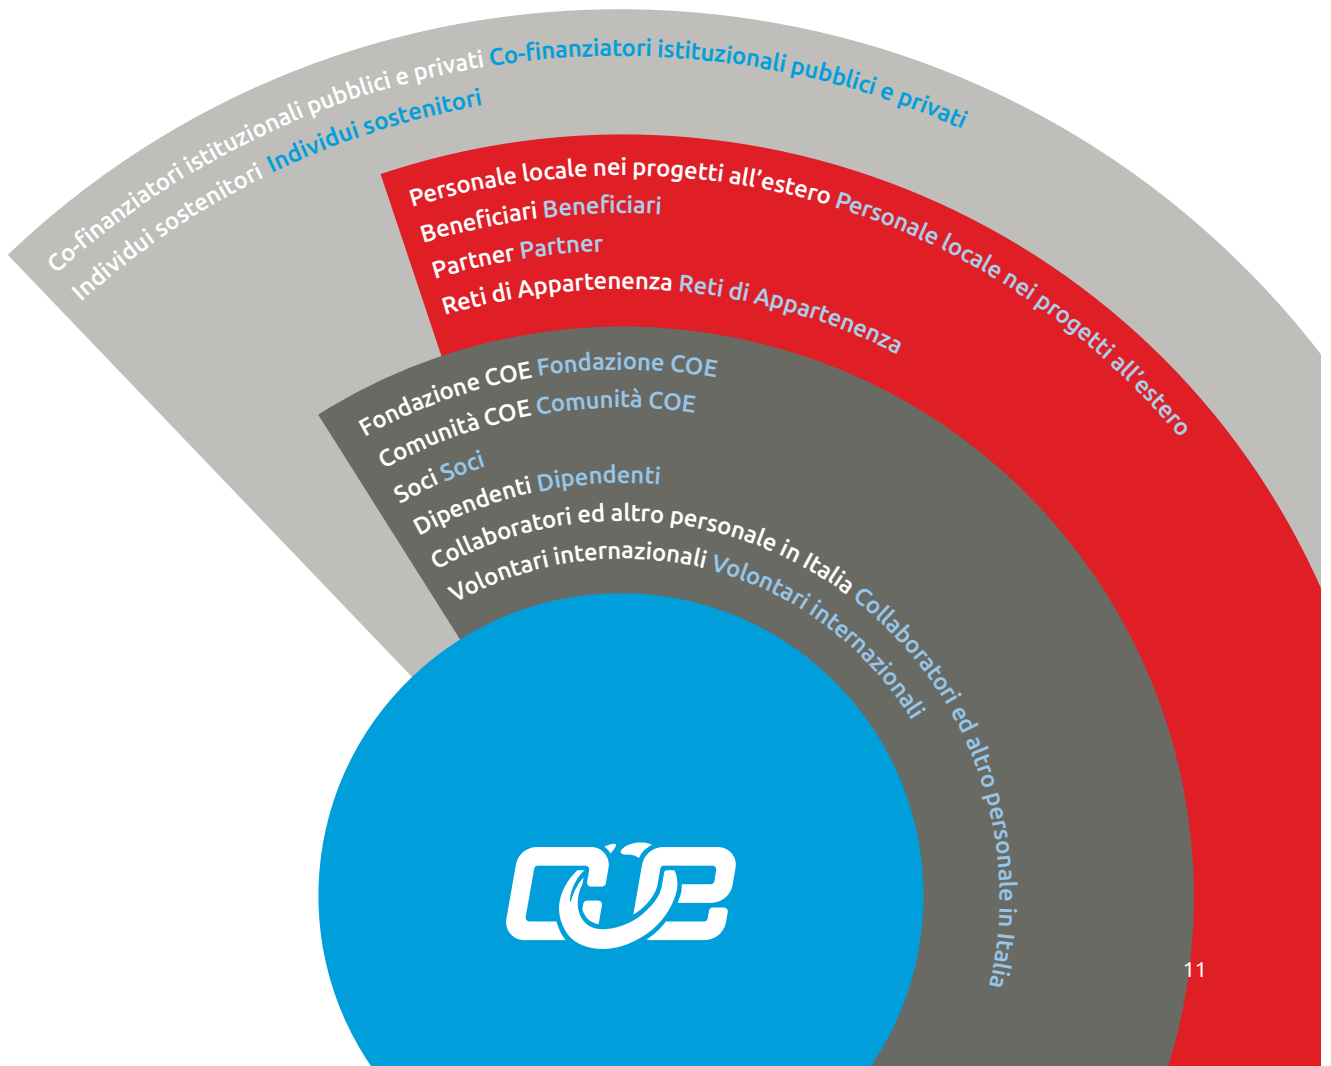 Co-finanziatori istituzionali pubblici e privati Co-finanziatori istituzionali pubblici e privati
Individui sostenitori Individui sostenitori
Personale locale nei progetti all’estero Personale locale nei progetti all’estero
Beneficiari Beneficiari
Partner Partner
Reti di Appartenenza Reti di Appartenenza
Fondazione COE Fondazione COE
Comunità COE Comunità COE
Soci Soci
Dipendenti Dipendenti
Collaboratori ed altro personale in Italia Collaboratori ed altro personale in Italia
Volontari internazionali Volontari internazionali
COE
11